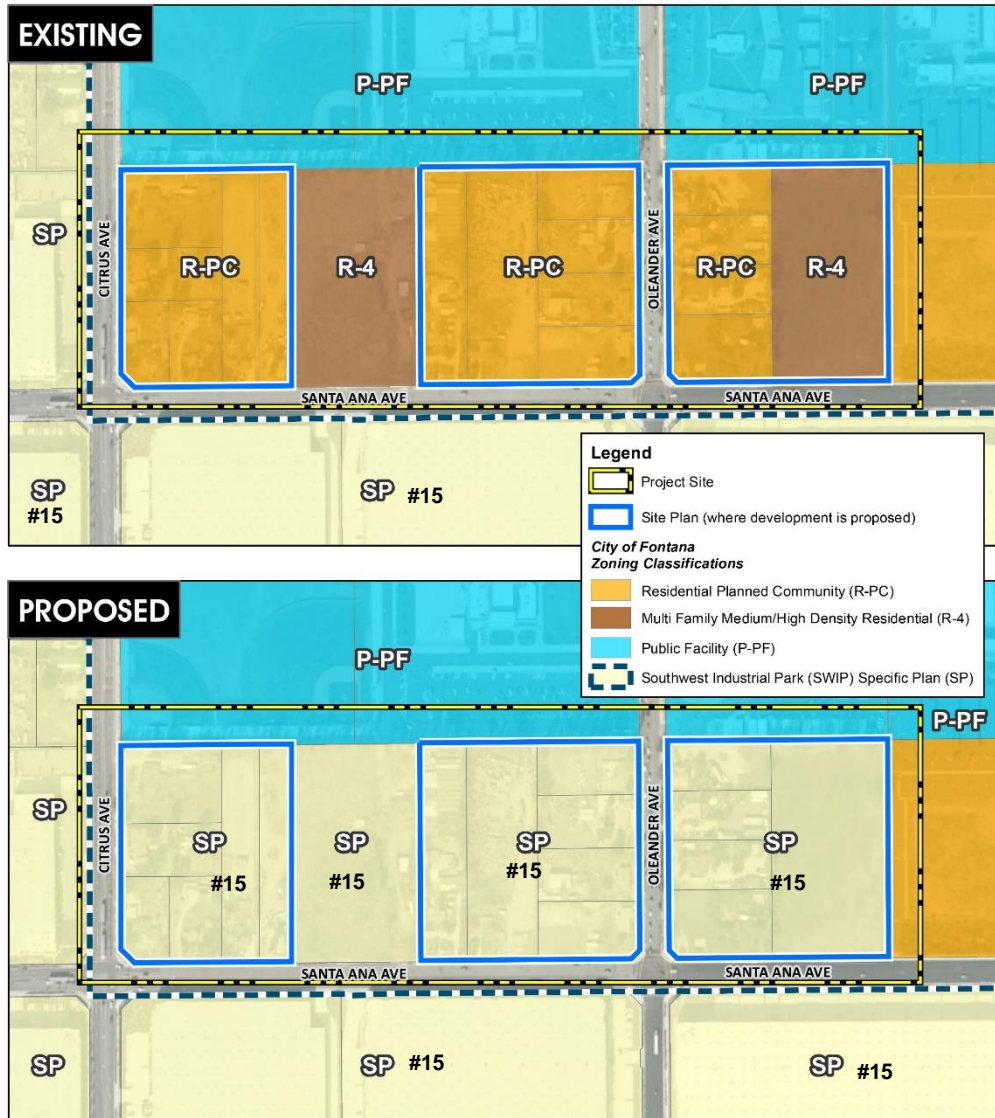 EXISTING
P-PF
P-PF
SP
CITRUS AVE
R-PC
R-4
R-PC
OLEANDER AVE
R-PC
R-4
SANTA ANA AVE
SANTA ANA AVE
SP
#15
SP #15
Legend
Project Site
Site Plan (where development is proposed)
City of Fontana
Zoning Classifications
Residential Planned Community (R-PC)
Multi Family Medium/High Density Residential (R-4)
Public Facility (P-PF)
Southwest Industrial Park (SWIP) Specific Plan (SP)
PROPOSED
P-PF
P-PF
SP
CITRUS AVE
SP
#15
SP
#15
SP
#15
OLEANDER AVE
SP
#15
SANTA ANA AVE
SANTA ANA AVE
SP
SP #15
SP #15